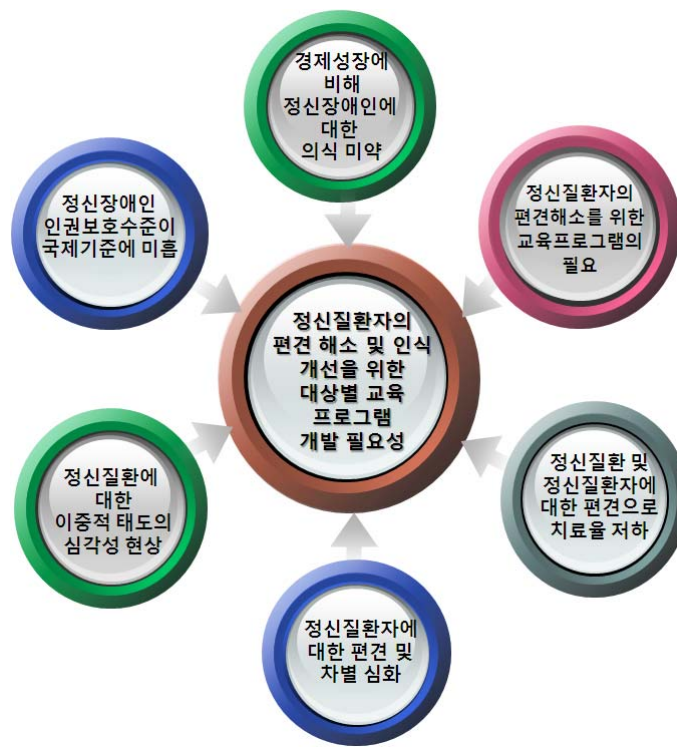 경제성장에
비해
정신장애인에
대한
의식 미약
정신장애인
인권보호수준이
국제기준에 미흡
정신질환자의
편견해소를 위한
교육프로그램의
필요
정신질환자의
편견 해소 및 인식
개선을 위한
대상별 교육
프로그램
개발 필요성
정신질환에
대한
이중적 태도의
심각성 현상
정신질환 및
정신질환자에
대한 편견으로
치료율 저하
정신질환자에
대한 편견 및
차별 심화